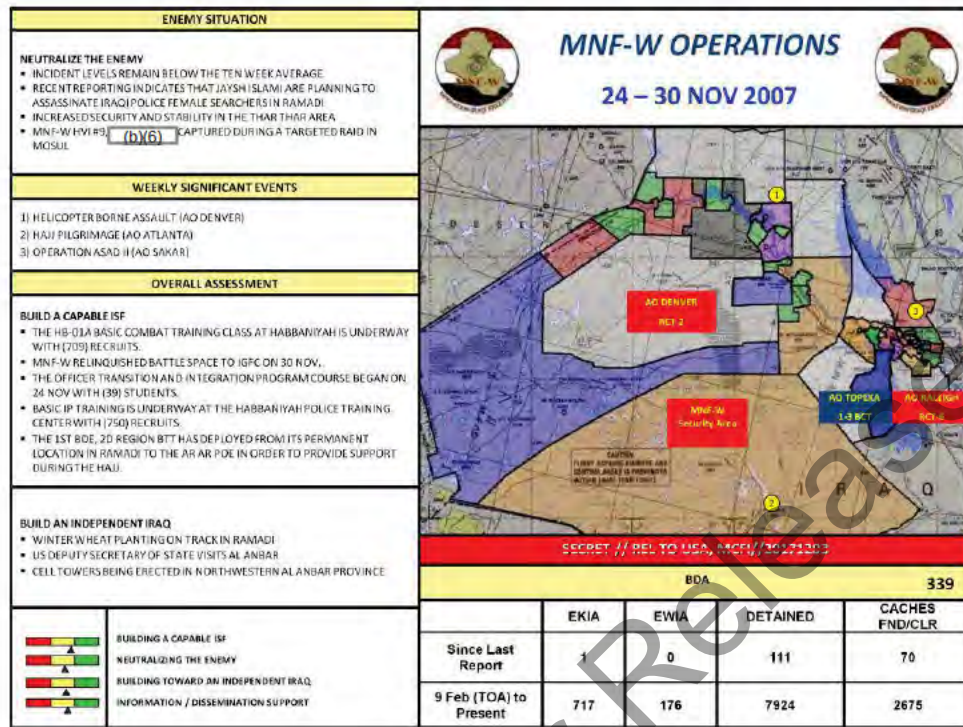 ENEMY SITUATION
NEUTRALIZE THE ENEMY
▪ INCIDENT LEVELS REMAIN BELOW THE TEN WEEK AVERAGE
▪ RECENT REPORTING INDICATES THAT JAYSH ISLAMI ARE PLANNING TO
ASSASSINATE IRAQI POLICE FEMALE SEARCHERS IN RAMADI
▪ INCREASED SECURITY AND STABILITY IN THE THAR THAR AREA
▪ MNF-W HVI #9, (b)(6) CAPTURED DURING A TARGETED RAID IN
MOSUL
WEEKLY SIGNIFICANT EVENTS
1) HELICOPTER BORNE ASSAULT (AO DENVER)
2) HAJJ PILGRIMAGE (AO ATLANTA)
3) OPERATION ASAD II (AO SAKAR)
OVERALL ASSESSMENT
BUILD A CAPABLE ISF
▪ THE HB-01A BASIC COMBAT TRAINING CLASS AT HABBANIYAH IS UNDERWAY
WITH (709) RECRUITS.
▪ MNF-W RELINQUISHED BATTLE SPACE TO IGFC ON 30 NOV.
▪ THE OFFICER TRANSITION AND INTEGRATION PROGRAM COURSE BEGAN ON
24 NOV WITH (39) STUDENTS.
▪ BASIC IP TRAINING IS UNDERWAY AT THE HABBANIYAH POLICE TRAINING
CENTER WITH (750) RECRUITS.
▪ THE 1ST BDE, 2D REGION BTT HAS DEPLOYED FROM ITS PERMANENT
LOCATION IN RAMADI TO THE AR AR POE IN ORDER TO PROVIDE SUPPORT
DURING THE HAJJ.
BUILD AN INDEPENDENT IRAQ
▪ WINTER WHEAT PLANTING ON TRACK IN RAMADI
▪ US DEPUTY SECRETARY OF STATE VISITS AL ANBAR
▪ CELL TOWERS BEING ERECTED IN NORTHWESTERN AL ANBAR PROVINCE
BUILDING A CAPABLE ISF
NEUTRALIZING THE ENEMY
BUILDING TOWARD AN INDEPENDENT IRAQ
INFORMATION / DISSEMINATION SUPPORT
MNF-W OPERATIONS
24 – 30 NOV 2007
MNF-W
MNF-W
1
AO DENVER
RCT-2
3
AO TOPEKA
1-3 BCT
AO RALEIGH
RCT-6
MNF-W
Security Area
CAUTION
2
I R A Q
SECRET // REL TO USA, MCFI//20171203
BDA 339
EKIA EWIA DETAINED CACHES FND/CLR
Since Last Report 1 0 111 70
9 Feb (TOA) to Present 717 176 7924 2675
Release